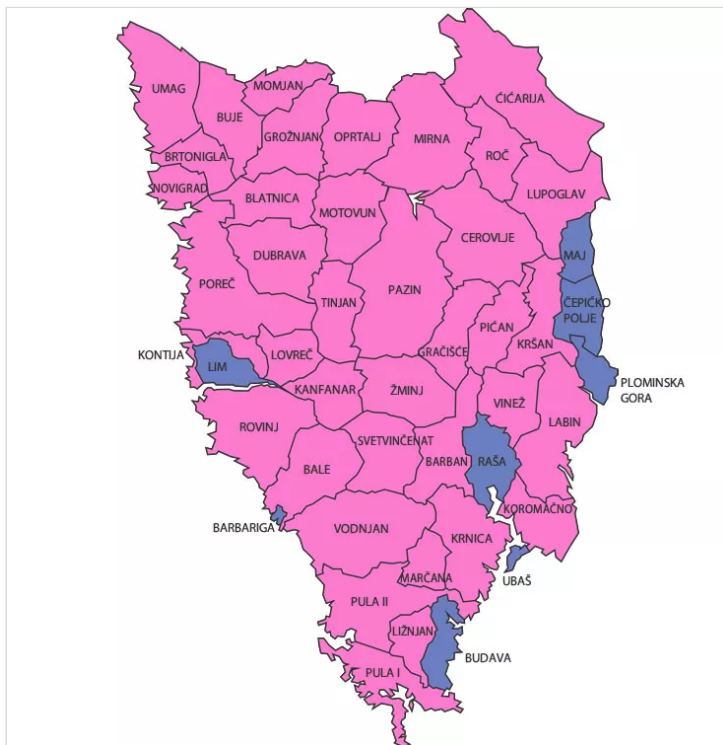 UMAG
MOMJAN
BUJE
ČIĆARIJA
GROŽNJAN
OPRTALJ
MIRNA
ROČ
BRTONIGLA
NOVIGRAD
BLATNICA
LUPOGLAV
MOTOVUN
CEROVLJE
DUBRAVA
MAJ
POREČ
PAZIN
TINJAN
ČEPIĆKO
POLJE
PIĆAN
KRŠAN
GRAČIŠĆE
KONTIJA
LOVREČ
LIM
KANFANAR
ŽMINJ
PLOMINSKA
GORA
VINEŽ
LABIN
ROVINJ
SVETVINČENAT
BALE
BARBAN
RAŠA
KOROMAČNO
BARBARIGA
VODNJAN
KRNICA
MARČANA
UBAŠ
PULA II
LIŽNJAN
BUDAVA
PULA I